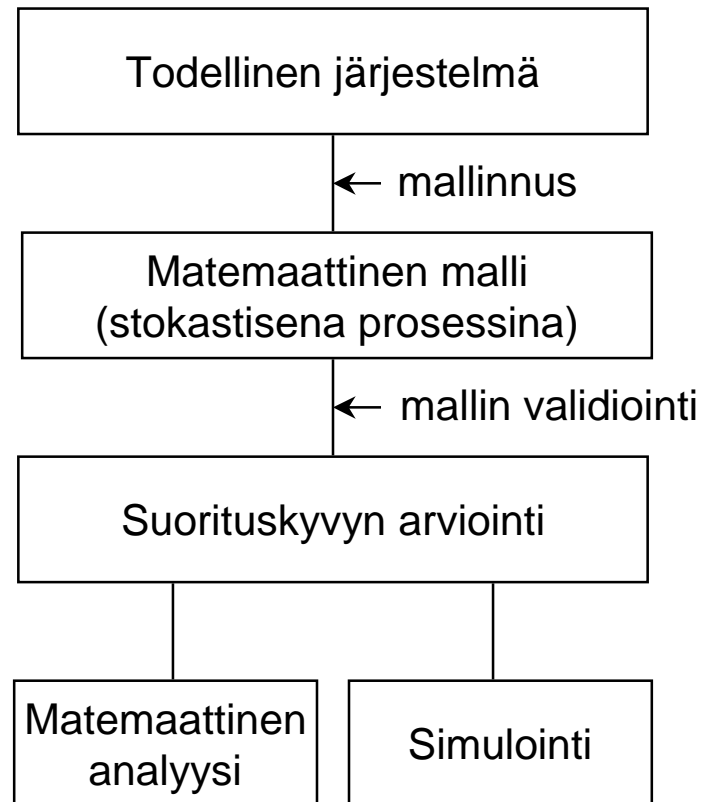 Todellinen järjestelmä
mallinnus
Matemaattinen malli
(stokastisena prosessina)
mallin validiointi
Suorituskyvyn arviointi
Matemaattinen
analyysi
Simulointi